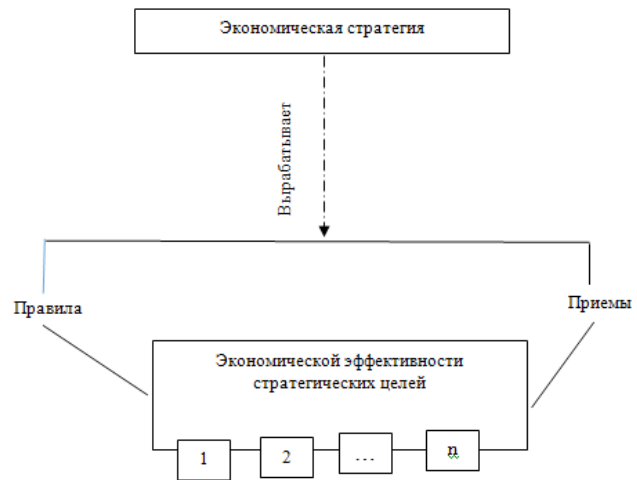 Экономическая стратегия
Вырабатывает
Правила
Приемы
Экономической эффективности
стратегических целей
1
2
…
n